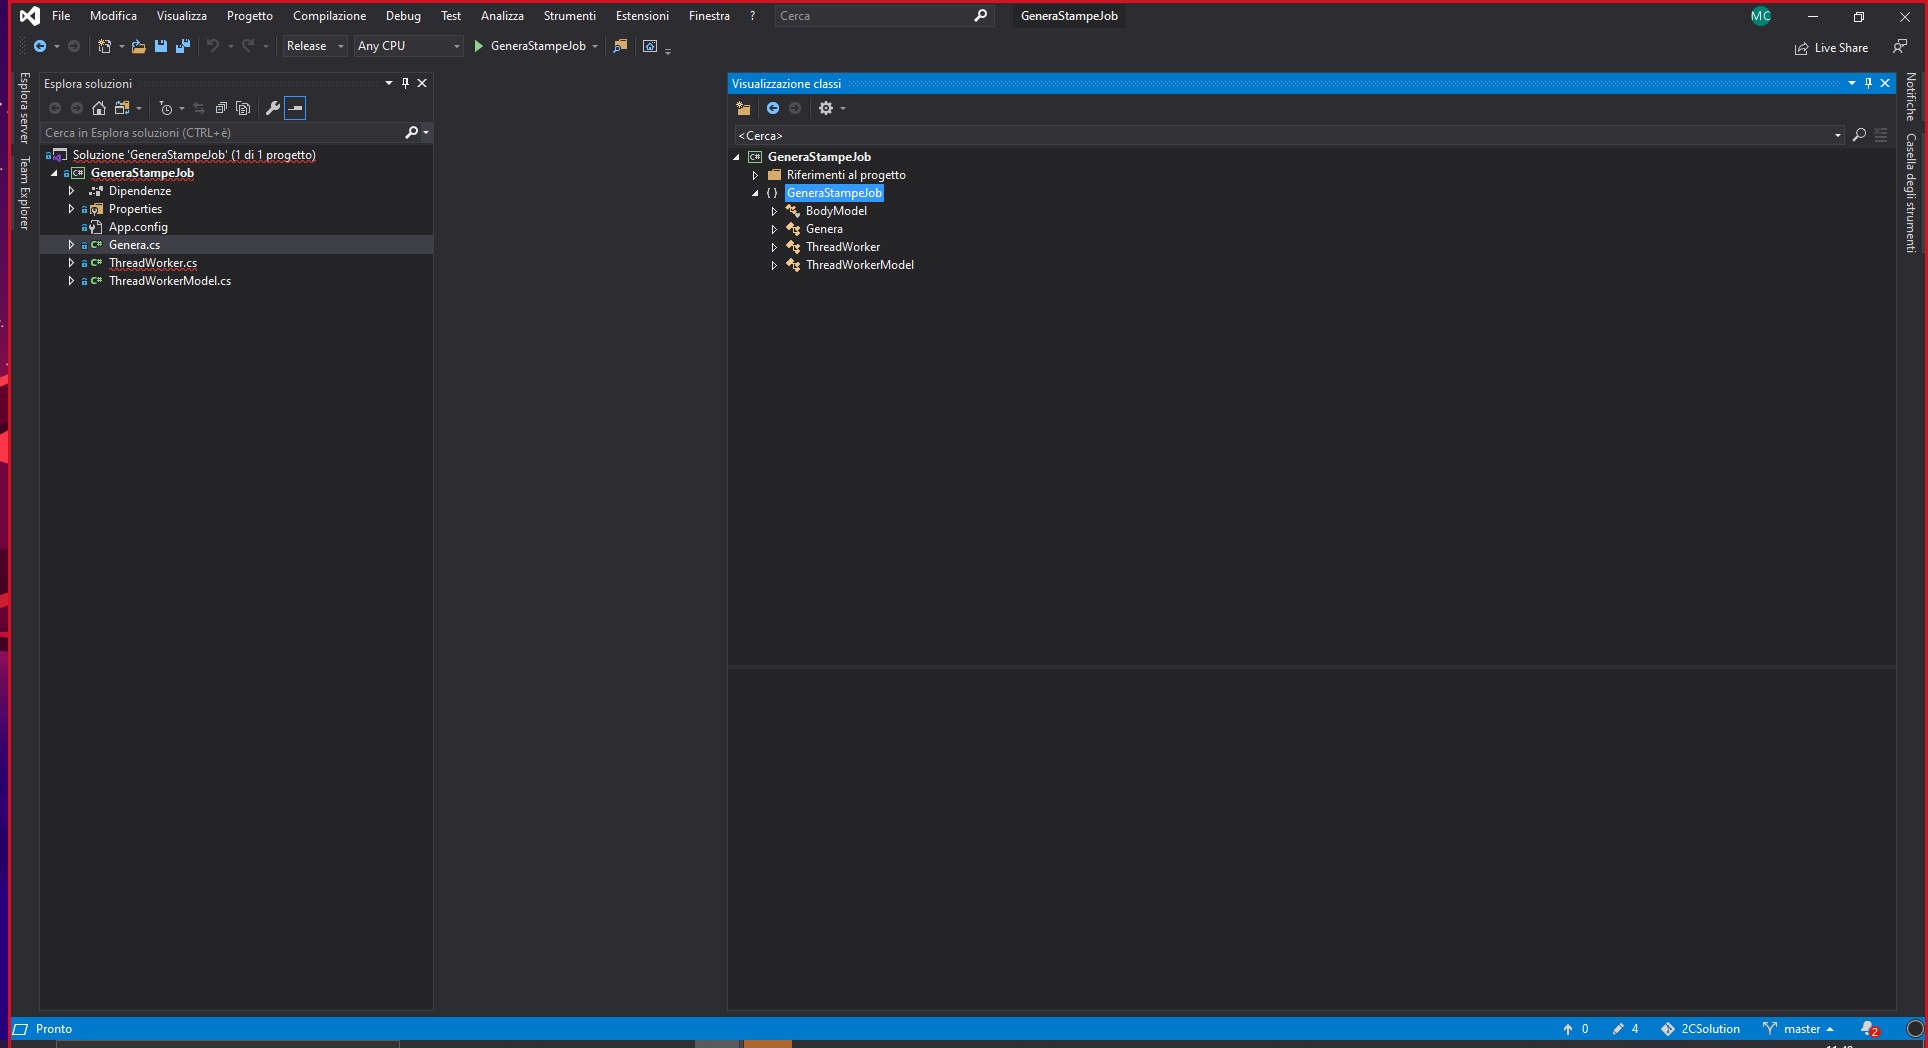 File Modifica Visualizza Progetto Compilazione Debug Test Analizza Strumenti Estensioni Finestra ? Cerca GeneraStampeJob MC
Release Any CPU GeneraStampeJob Live Share
Esplora server
Team Explorer
Esplora soluzioni
Cerca in Esplora soluzioni (CTRL+è)
Soluzione 'GeneraStampeJob' (1 di 1 progetto)
C# GeneraStampeJob
Dipendenze
Properties
App.config
C# Genera.cs
C# ThreadWorker.cs
C# ThreadWorkerModel.cs
Visualizzazione classi
<Cerca>
C# GeneraStampeJob
Riferimenti al progetto
{ } GeneraStampeJob
BodyModel
Genera
ThreadWorker
ThreadWorkerModel
Notifiche
Casella degli strumenti
Pronto 0 4 2CSolution master 2